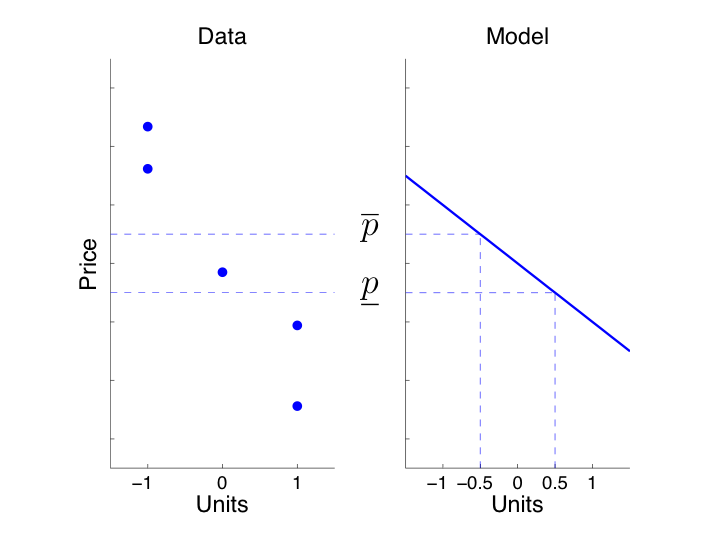 Data
Model
Price
p̅
p̲
−1 0 1
−1 −0.5 0 0.5 1
Units
Units